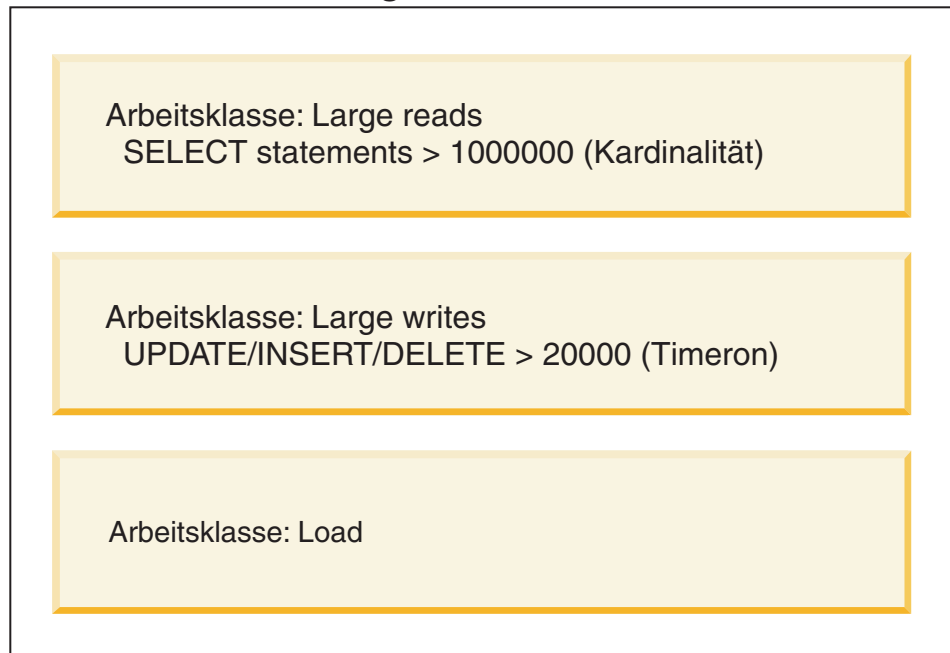 Arbeitsklasse: Large reads
SELECT statements > 1000000 (Kardinalität)
Arbeitsklasse: Large writes
UPDATE/INSERT/DELETE > 20000 (Timeron)
Arbeitsklasse: Load